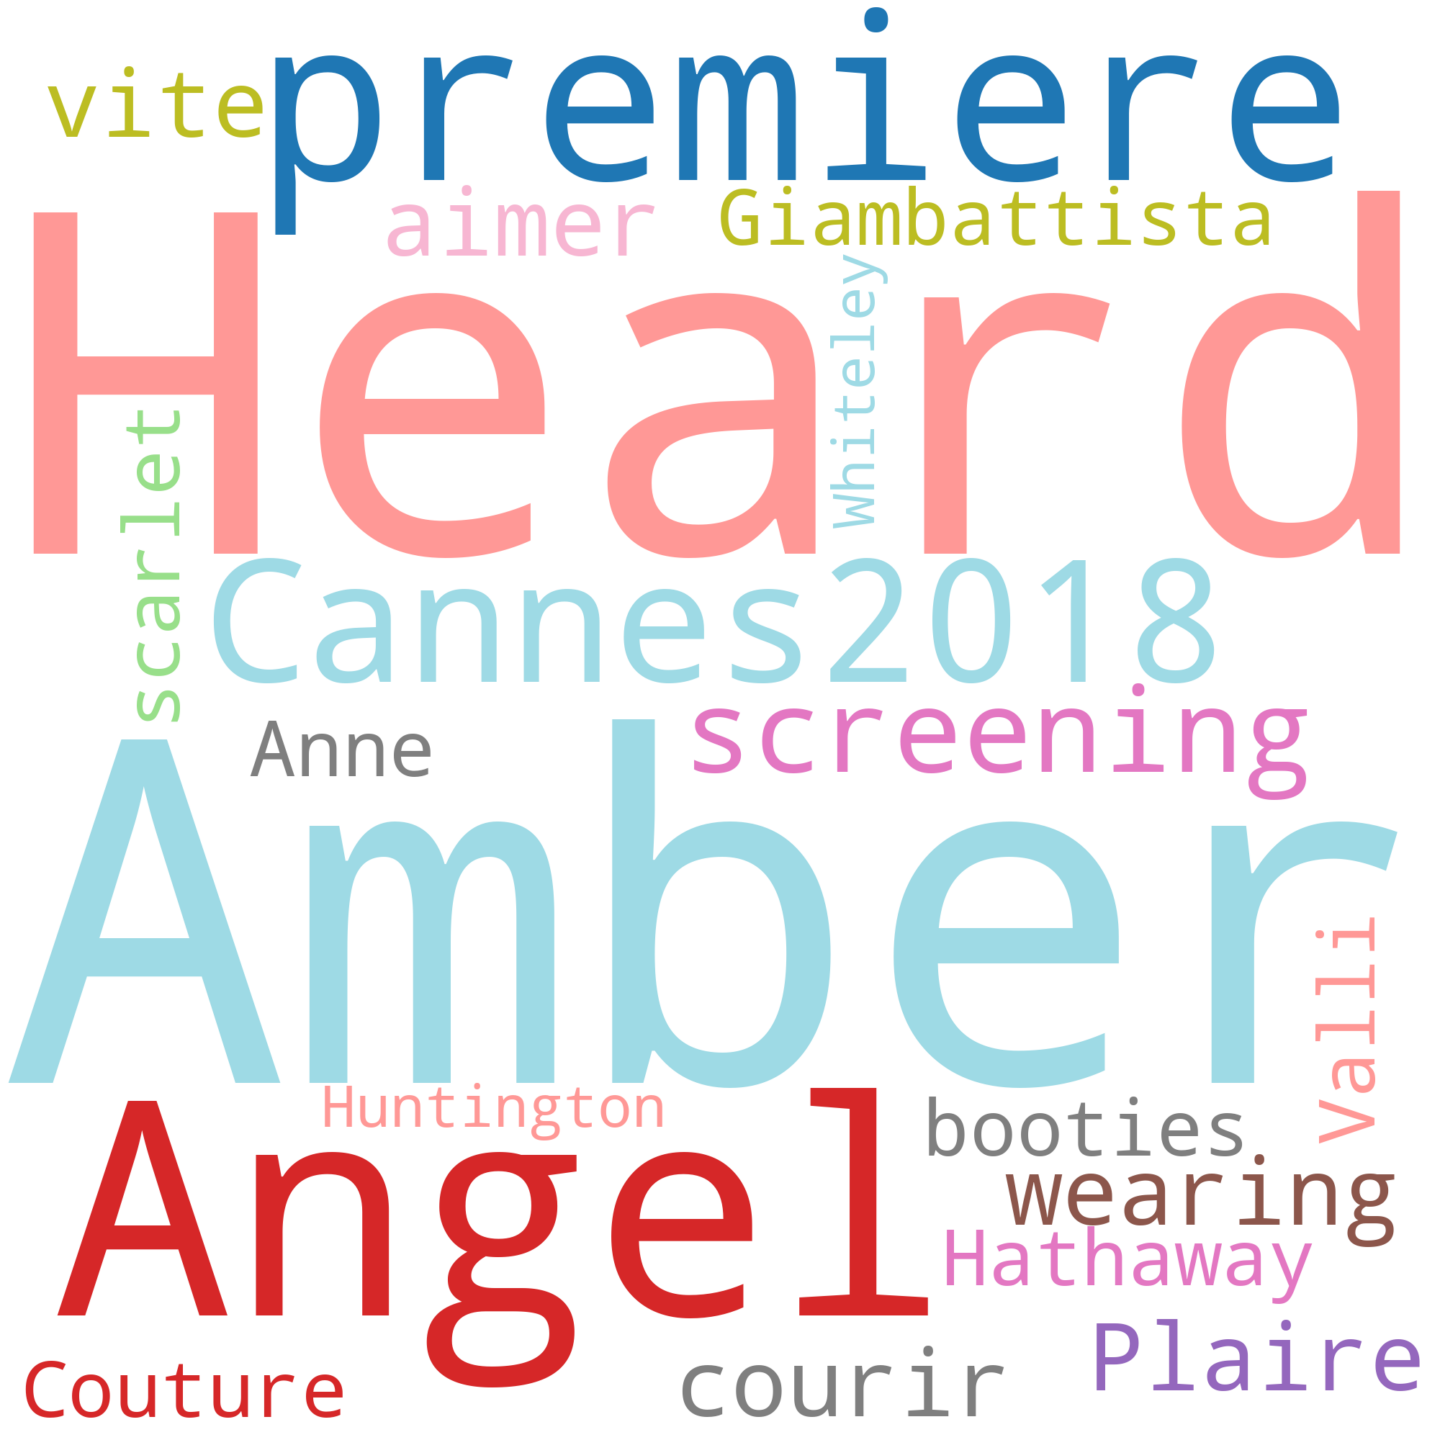 premiere
vite
aimer
Giambattista
Heard
Whiteley
scarlet
Cannes2018
screening
Anne
Amber
Valli
Huntington
Angel
booties
wearing
Hathaway
Plaire
Couture
courir